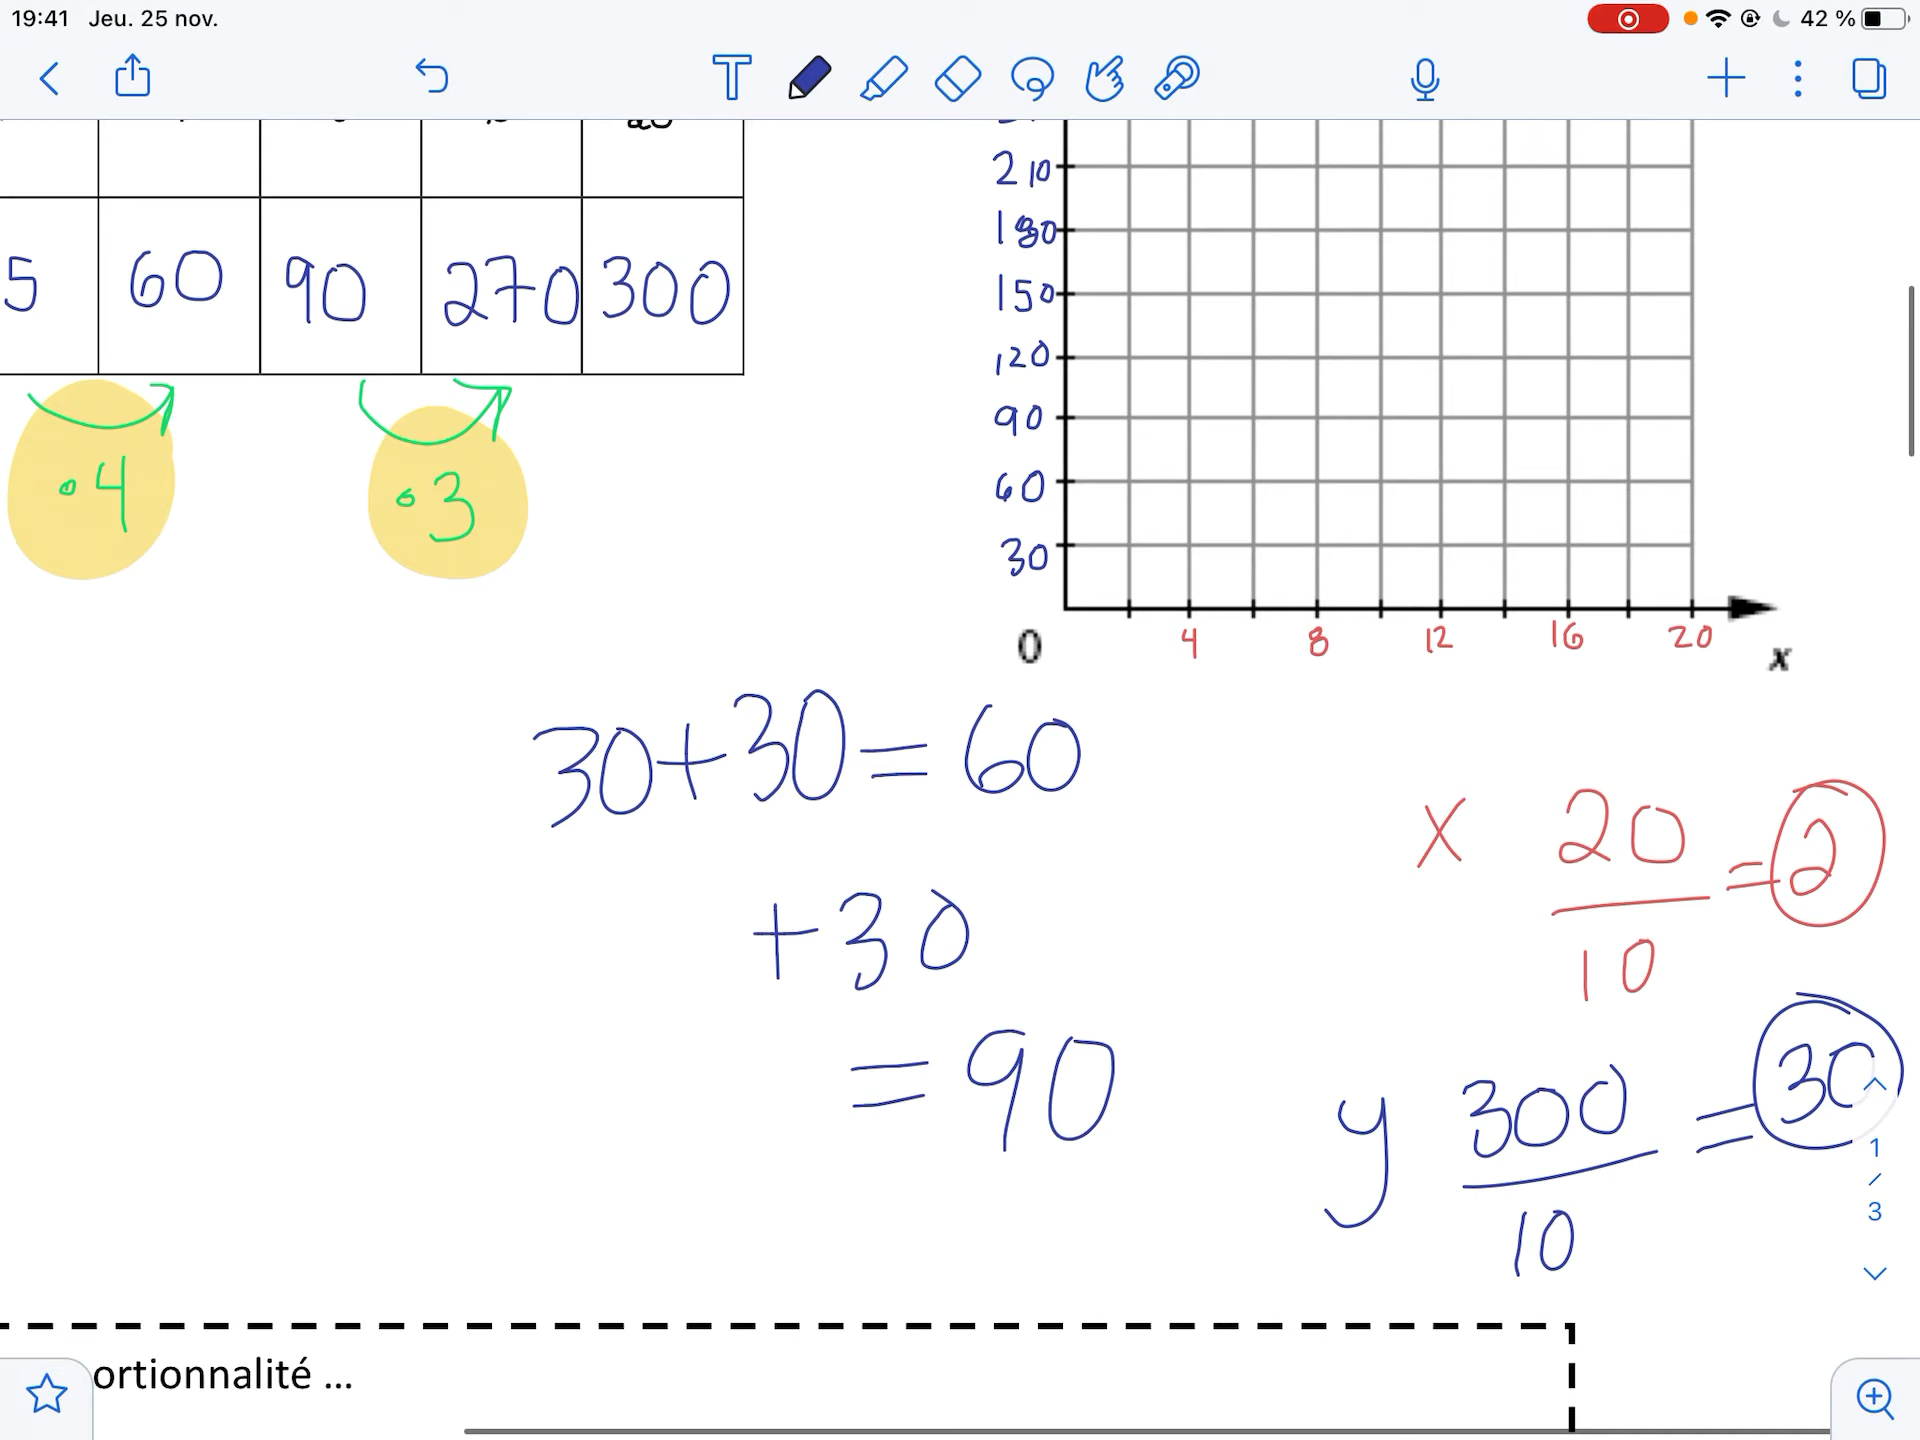 19:41 Jeu. 25 nov.
42 %
T
20
5 60 90 270 300
•4
•3
210
180
150
120
90
60
30
0
4 8 12 16 20
x
30+30=60
+30
=90
x 20/10 =2
y 300/10 =30
1
/
3
ortionnalité ...